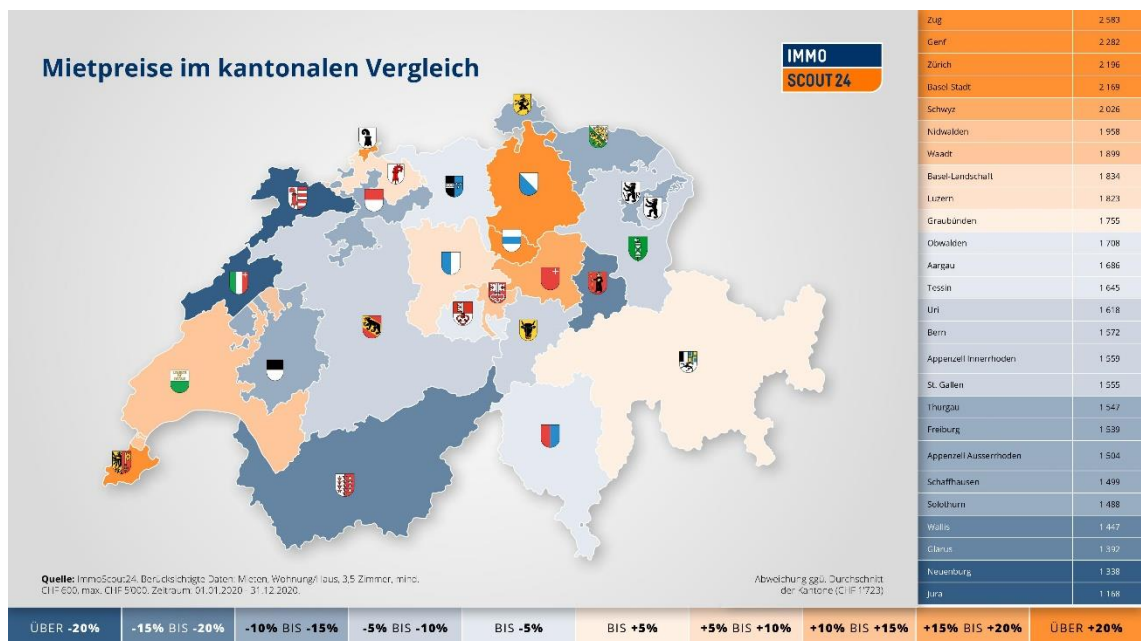 Mietpreise im kantonalen Vergleich
IMMO
SCOUT24
Zug 2 583
Genf 2 282
Zürich 2 196
Basel Stadt 2 169
Schwyz 2 026
Nidwalden 1 958
Waadt 1 899
Basel-Landschaft 1 834
Luzern 1 823
Graubünden 1 755
Obwalden 1 708
Aargau 1 686
Tessin 1 645
Uri 1 618
Bern 1 572
Appenzell Innerrhoden 1 559
St. Gallen 1 555
Thurgau 1 547
Freiburg 1 539
Appenzell Ausserrhoden 1 504
Schaffhausen 1 499
Solothurn 1 488
Wallis 1 447
Glarus 1 392
Neuenburg 1 338
Jura 1 168
Quelle: ImmoScout24. Berücksichtigte Daten: Mieten, Wohnung/Haus, 3,5 Zimmer, mind.
CHF 600, max. CHF 5'000. Zeitraum: 01.01.2020 - 31.12.2020.
Abweichung ggü. Durchschnitt
der Kantone (CHF 1'723)
ÜBER -20%
-15% BIS -20%
-10% BIS -15%
-5% BIS -10%
BIS -5%
BIS +5%
+5% BIS +10%
+10% BIS +15%
+15% BIS +20%
ÜBER +20%